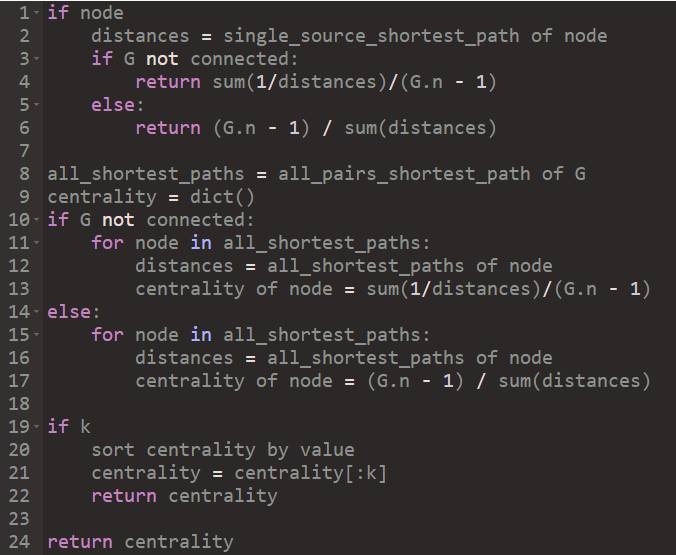 1 if node
2     distances = single_source_shortest_path of node
3     if G not connected:
4         return sum(1/distances)/(G.n - 1)
5     else:
6         return (G.n - 1) / sum(distances)
7
8 all_shortest_paths = all_pairs_shortest_path of G
9 centrality = dict()
10 if G not connected:
11     for node in all_shortest_paths:
12         distances = all_shortest_paths of node
13         centrality of node = sum(1/distances)/(G.n - 1)
14 else:
15     for node in all_shortest_paths:
16         distances = all_shortest_paths of node
17         centrality of node = (G.n - 1) / sum(distances)
18
19 if k
20     sort centrality by value
21     centrality = centrality[:k]
22     return centrality
23
24 return centrality